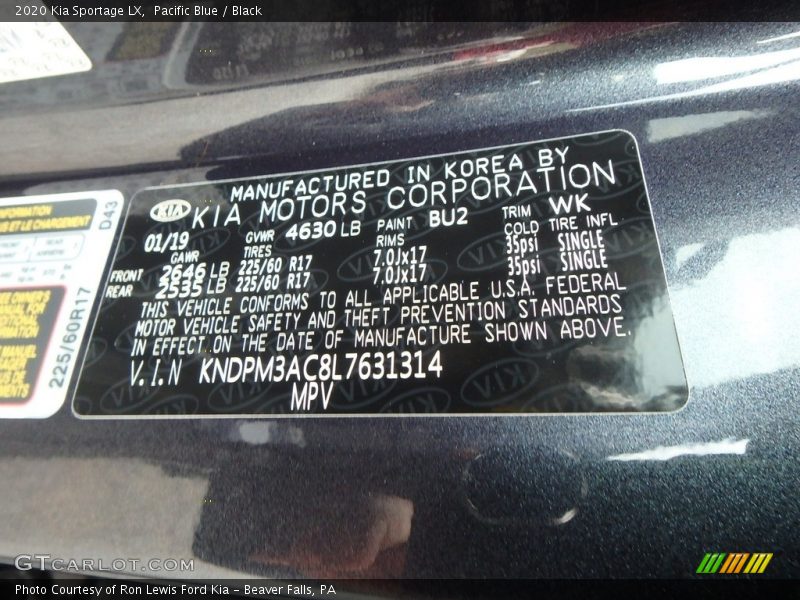 2020 Kia Sportage LX, Pacific Blue / Black
MANUFACTURED IN KOREA BY
KIA KIA MOTORS CORPORATION
01/19 GVWR 4630 LB PAINT BU2 TRIM WK
GAWR TIRES RIMS COLD TIRE INFL
FRONT 2646 LB 225/60 R17 7.0Jx17 35psi SINGLE
REAR 2535 LB 225/60 R17 7.0Jx17 35psi SINGLE
THIS VEHICLE CONFORMS TO ALL APPLICABLE U.S.A. FEDERAL
MOTOR VEHICLE SAFETY AND THEFT PREVENTION STANDARDS
IN EFFECT ON THE DATE OF MANUFACTURE SHOWN ABOVE.
V.I.N KNDPM3AC8L7631314
MPV
D43
225/60R17
GTCARLOT.COM
Photo Courtesy of Ron Lewis Ford Kia - Beaver Falls, PA